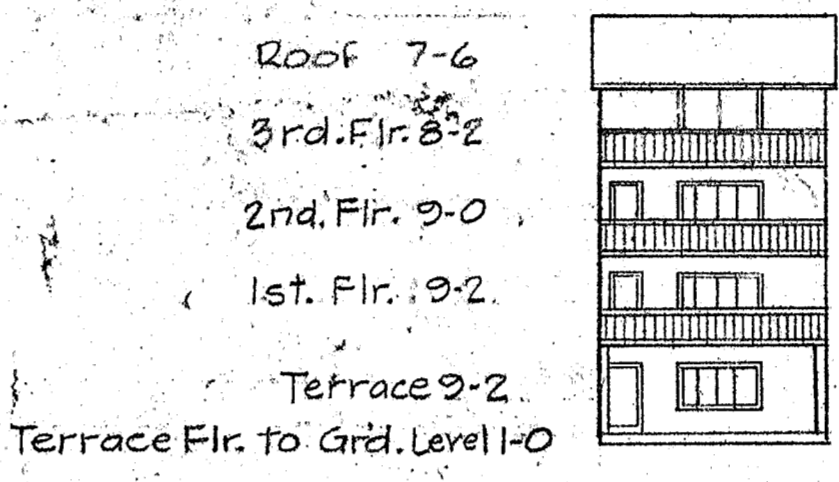 Roof 7-6
3rd. Flr. 8-2
2nd. Flr. 9-0
1st. Flr. 9-2
Terrace 9-2
Terrace Flr. to Grd. Level 1-0